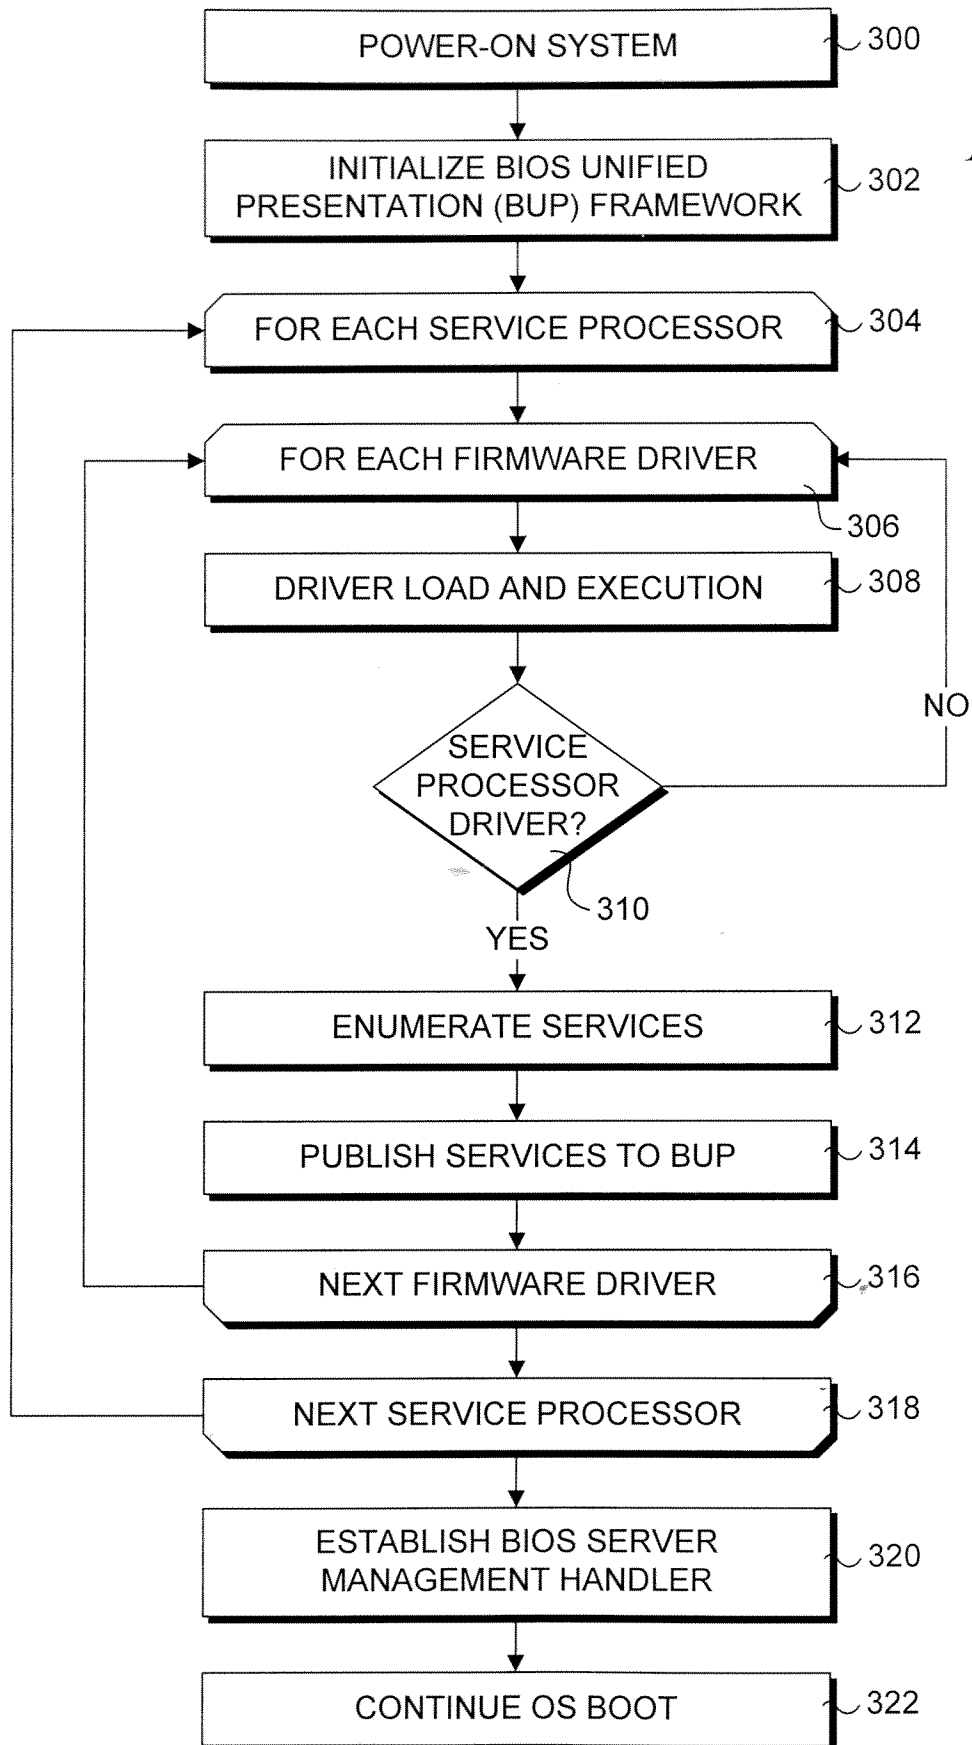 POWER-ON SYSTEM
300
INITIALIZE BIOS UNIFIED
PRESENTATION (BUP) FRAMEWORK
302
FOR EACH SERVICE PROCESSOR
304
FOR EACH FIRMWARE DRIVER
306
DRIVER LOAD AND EXECUTION
308
NO
SERVICE
PROCESSOR
DRIVER?
310
YES
ENUMERATE SERVICES
312
PUBLISH SERVICES TO BUP
314
NEXT FIRMWARE DRIVER
316
NEXT SERVICE PROCESSOR
318
ESTABLISH BIOS SERVER
MANAGEMENT HANDLER
320
CONTINUE OS BOOT
322